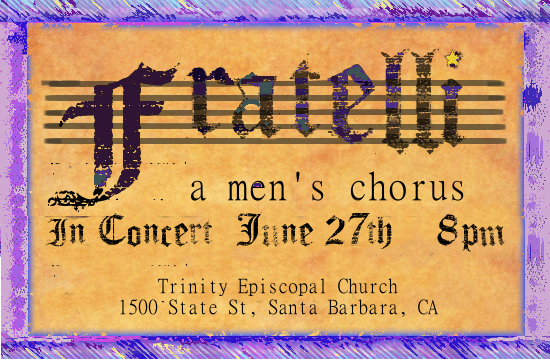 Fratelli
a men's chorus
In Concert June 27th 8pm
Trinity Episcopal Church
1500 State St, Santa Barbara, CA